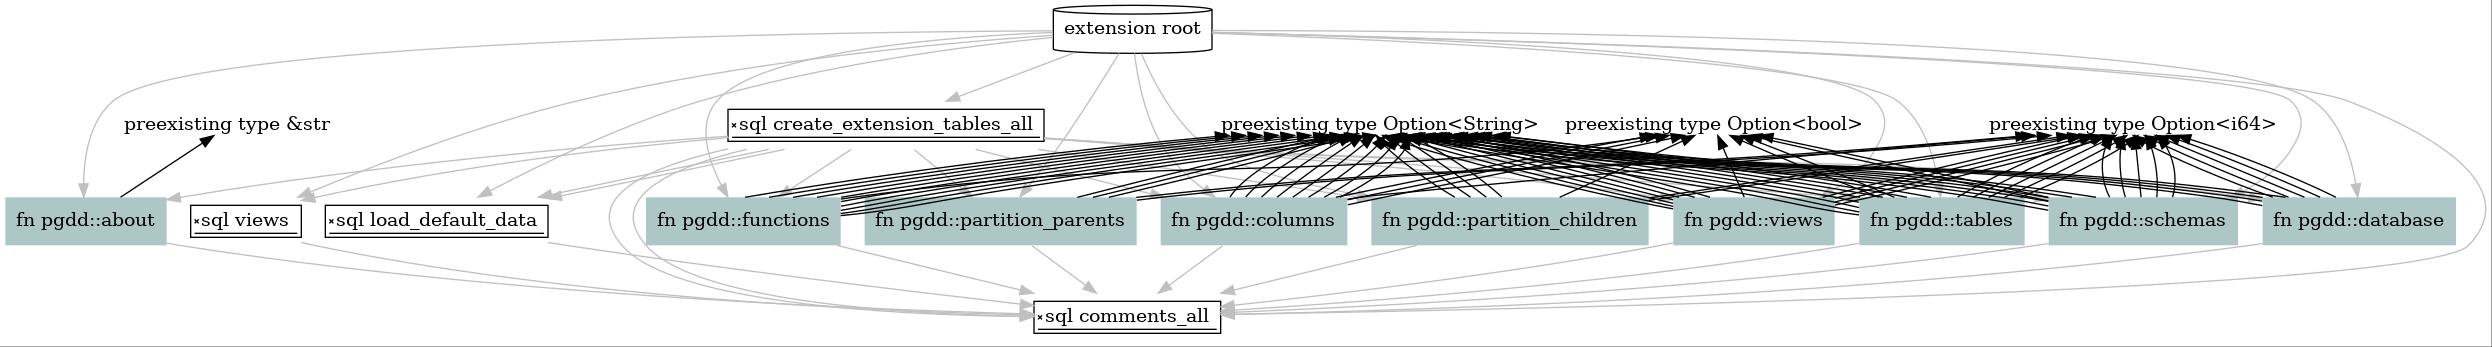 extension root
preexisting type &str
sql create_extension_tables_all
preexisting type Option<String>
preexisting type Option<bool>
preexisting type Option<i64>
fn pgdd::about
sql views
sql load_default_data
fn pgdd::functions
fn pgdd::partition_parents
fn pgdd::columns
fn pgdd::partition_children
fn pgdd::views
fn pgdd::tables
fn pgdd::schemas
fn pgdd::database
sql comments_all